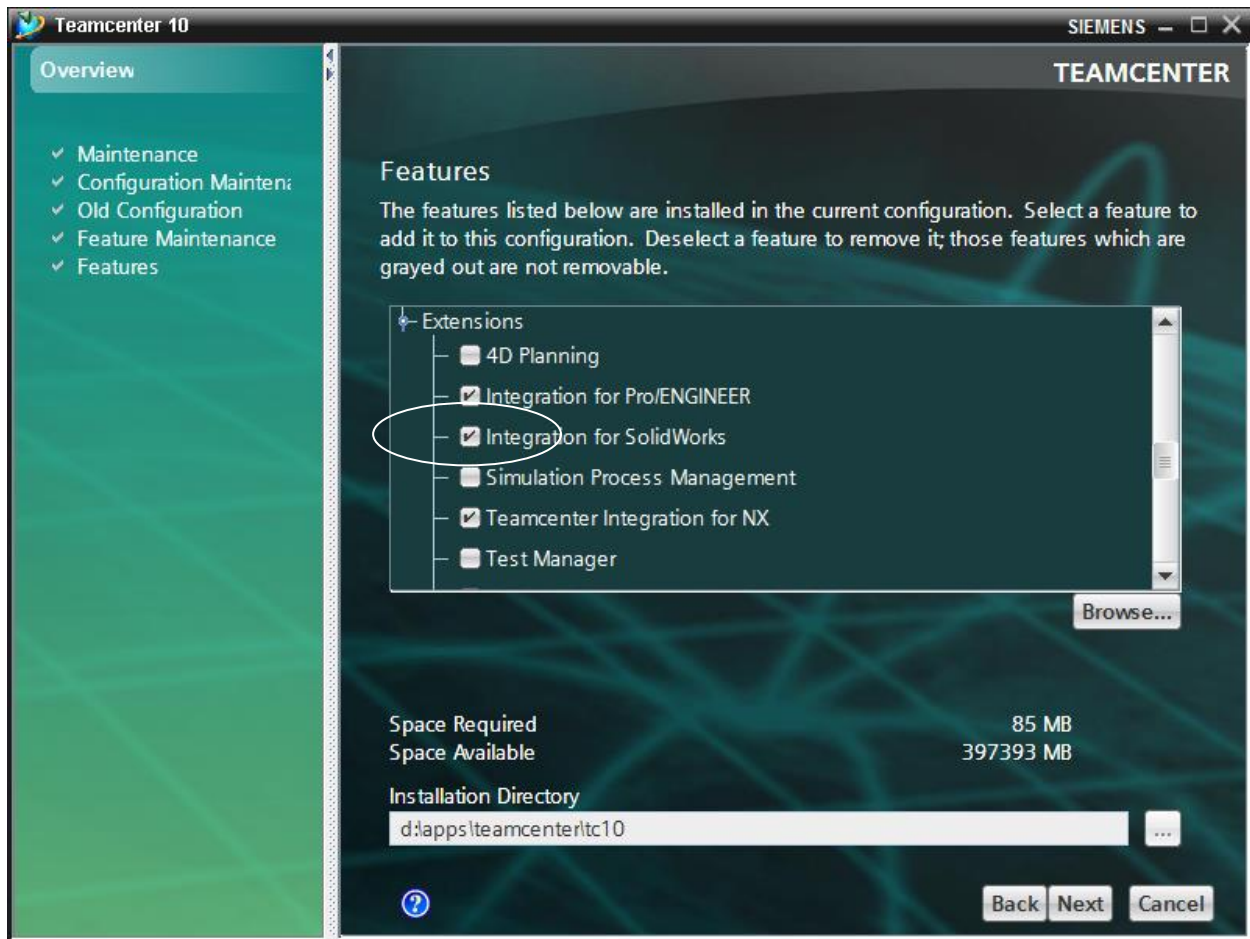 Teamcenter 10
SIEMENS
Overview
TEAMCENTER
Maintenance
Configuration Maintena
Old Configuration
Feature Maintenance
Features
Features
The features listed below are installed in the current configuration. Select a feature to
add it to this configuration. Deselect a feature to remove it; those features which are
grayed out are not removable.
Extensions
4D Planning
Integration for Pro/ENGINEER
Integration for SolidWorks
Simulation Process Management
Teamcenter Integration for NX
Test Manager
Browse...
Space Required 85 MB
Space Available 397393 MB
Installation Directory
d:\apps\teamcenter\tc10
...
?
Back Next Cancel